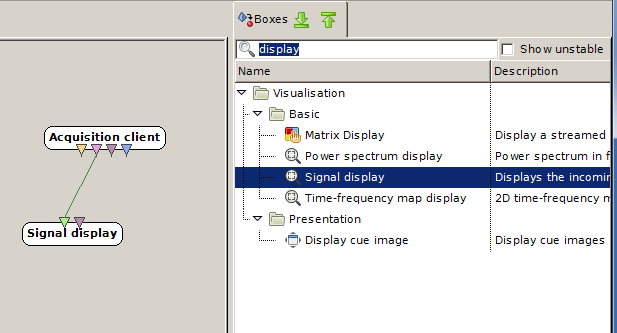 Boxes
display
Show unstable
Name Description
Visualisation
Basic
Matrix Display Display a streamed
Power spectrum display Power spectrum in f
Signal display Displays the incomin
Time-frequency map display 2D time-frequency m
Presentation
Display cue image Display cue images
Acquisition client
Signal display